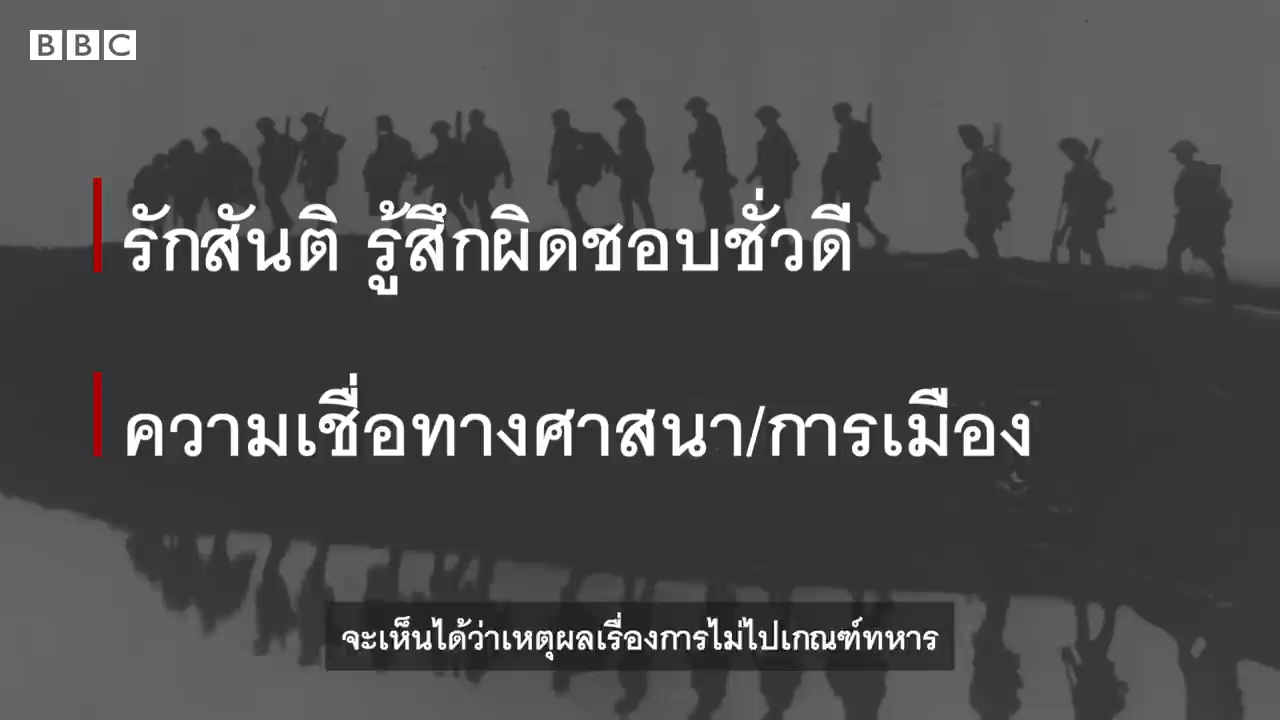 BBC
รักสันติ รู้สึกผิดชอบชั่วดี
ความเชื่อทางศาสนา/การเมือง
จะเห็นได้ว่าเหตุผลเรื่องการไม่ไปเกณฑ์ทหาร